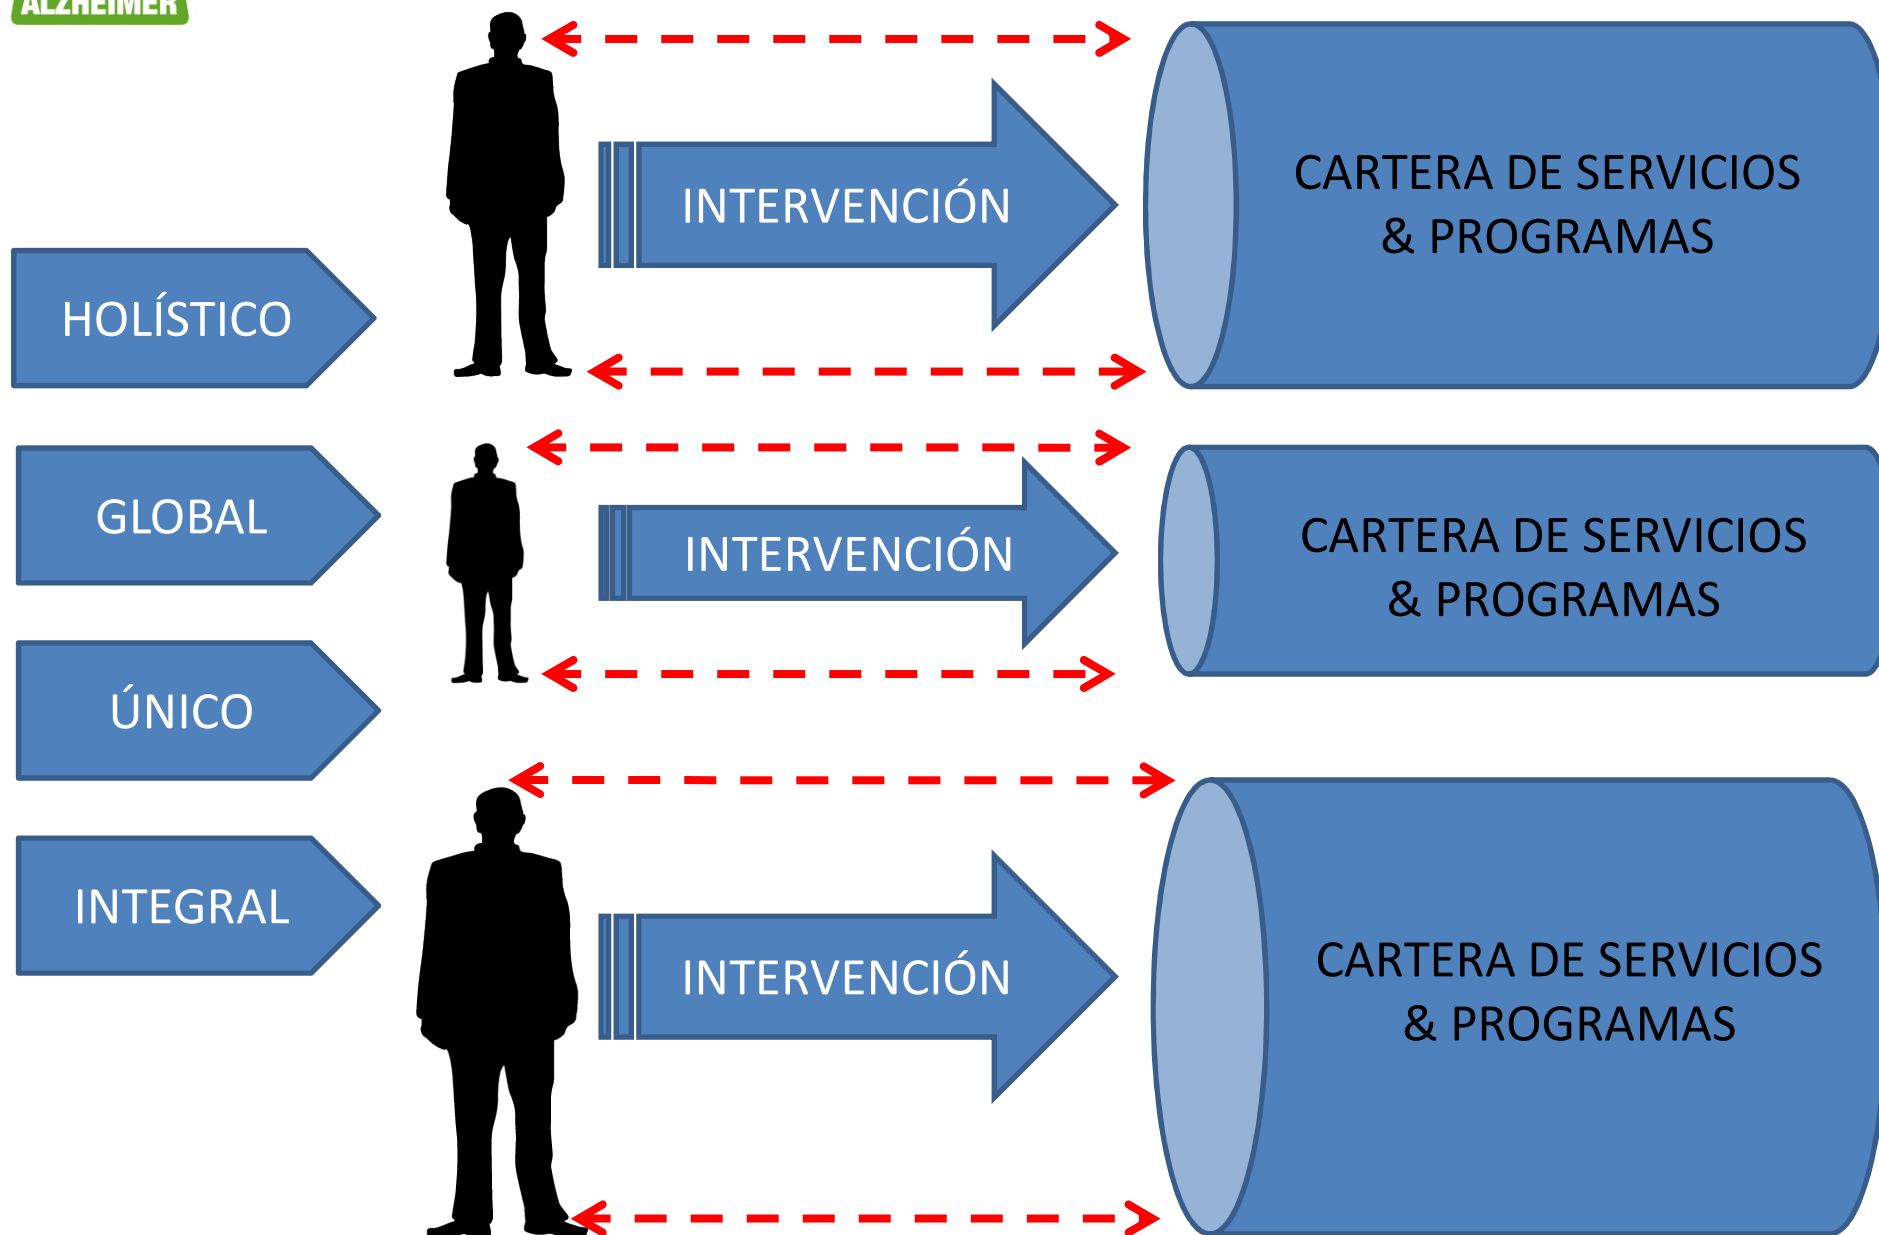 ALZHEIMER
INTERVENCIÓN
CARTERA DE SERVICIOS
& PROGRAMAS
HOLÍSTICO
GLOBAL
INTERVENCIÓN
CARTERA DE SERVICIOS
& PROGRAMAS
ÚNICO
INTEGRAL
INTERVENCIÓN
CARTERA DE SERVICIOS
& PROGRAMAS